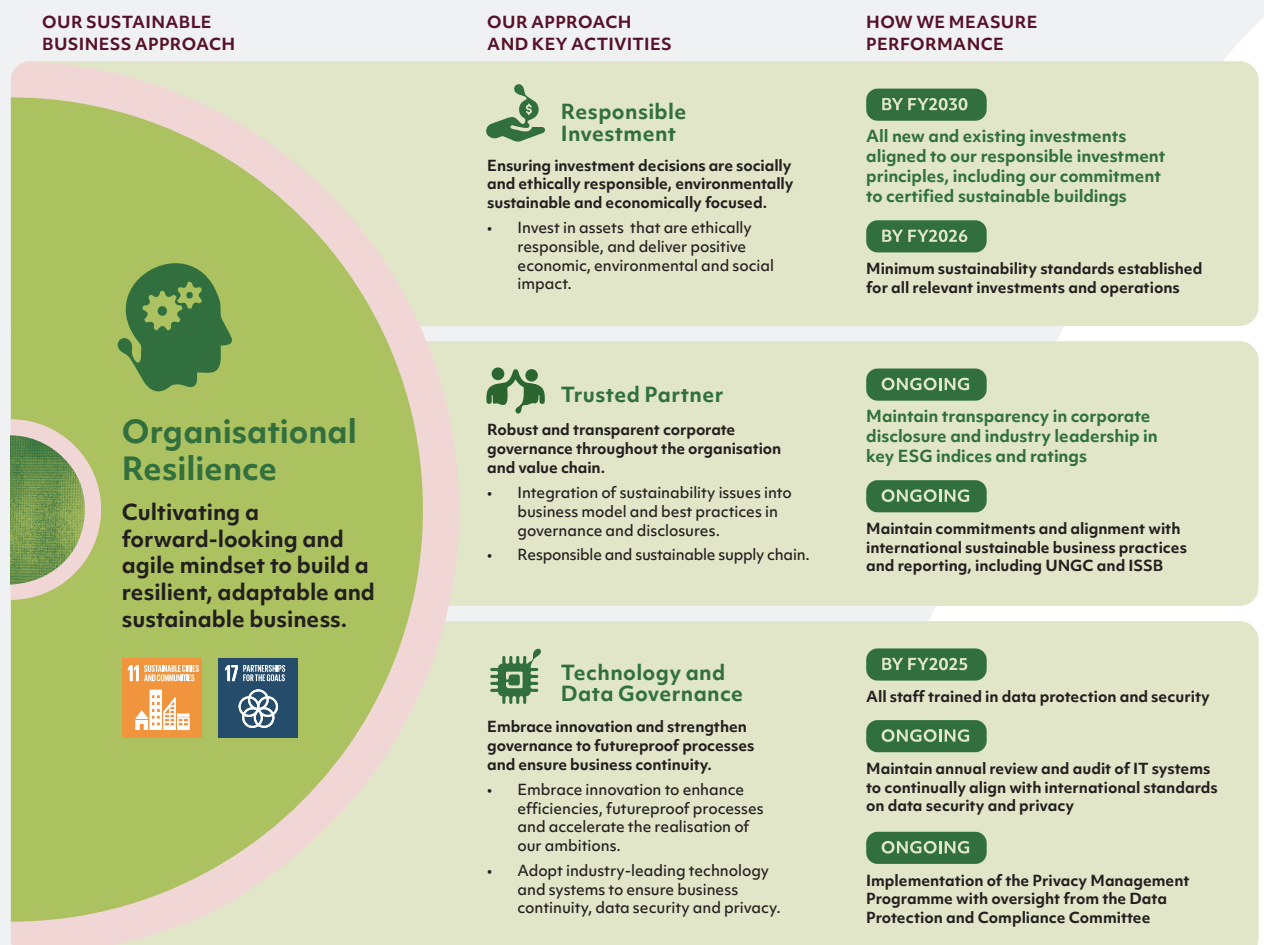 OUR SUSTAINABLE
BUSINESS APPROACH
OUR APPROACH
AND KEY ACTIVITIES
HOW WE MEASURE
PERFORMANCE
Organisational
Resilience
Cultivating a
forward-looking and
agile mindset to build a
resilient, adaptable and
sustainable business.
11 SUSTAINABLE CITIES
AND COMMUNITIES
17 PARTNERSHIPS
FOR THE GOALS
$
Responsible
Investment
Ensuring investment decisions are socially
and ethically responsible, environmentally
sustainable and economically focused.
• Invest in assets that are ethically
responsible, and deliver positive
economic, environmental and social
impact.
BY FY2030
All new and existing investments
aligned to our responsible investment
principles, including our commitment
to certified sustainable buildings
BY FY2026
Minimum sustainability standards established
for all relevant investments and operations
Trusted Partner
Robust and transparent corporate
governance throughout the organisation
and value chain.
• Integration of sustainability issues into
business model and best practices in
governance and disclosures.
• Responsible and sustainable supply chain.
ONGOING
Maintain transparency in corporate
disclosure and industry leadership in
key ESG indices and ratings
ONGOING
Maintain commitments and alignment with
international sustainable business practices
and reporting, including UNGC and ISSB
Technology and
Data Governance
Embrace innovation and strengthen
governance to futureproof processes
and ensure business continuity.
• Embrace innovation to enhance
efficiencies, futureproof processes
and accelerate the realisation of
our ambitions.
• Adopt industry-leading technology
and systems to ensure business
continuity, data security and privacy.
BY FY2025
All staff trained in data protection and security
ONGOING
Maintain annual review and audit of IT systems
to continually align with international standards
on data security and privacy
ONGOING
Implementation of the Privacy Management
Programme with oversight from the Data
Protection and Compliance Committee